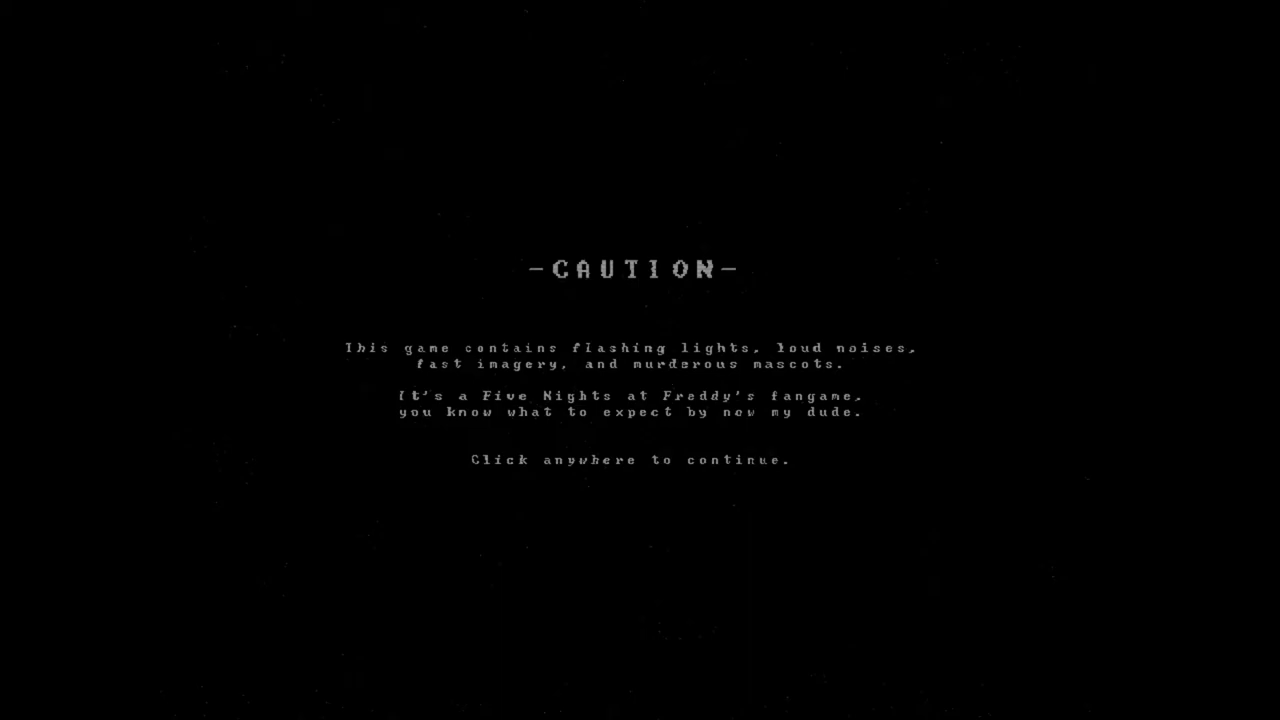 -CAUTION-
This game contains flashing lights, loud noises,
fast imagery, and murderous mascots.
It's a Five Nights at Freddy's fangame,
you know what to expect by now my dude.
Click anywhere to continue.